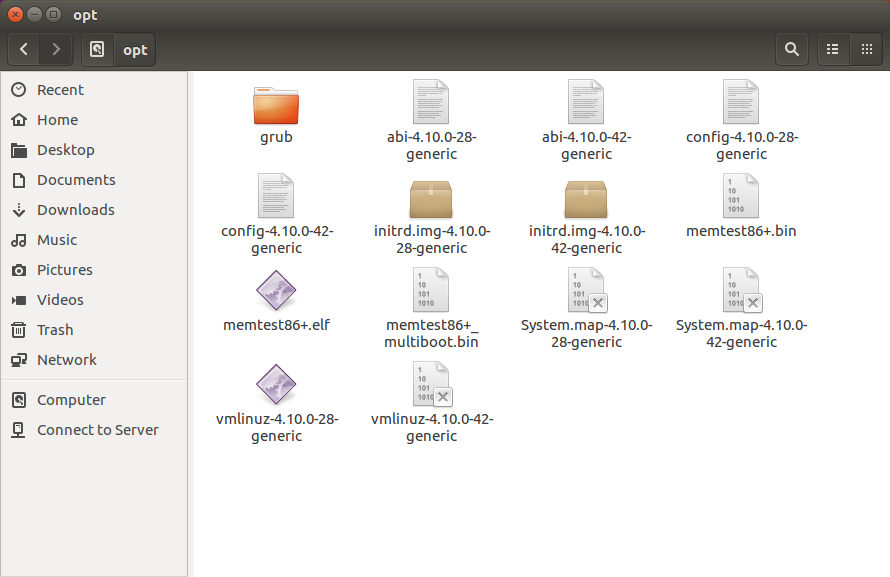 opt
opt
Recent
Home
Desktop
Documents
Downloads
Music
Pictures
Videos
Trash
Network
Computer
Connect to Server
grub
abi-4.10.0-28-
generic
abi-4.10.0-42-
generic
config-4.10.0-28-
generic
config-4.10.0-42-
generic
initrd.img-4.10.0-
28-generic
initrd.img-4.10.0-
42-generic
1
10
101
1010
memtest86+.bin
memtest86+.elf
1
10
101
1010
memtest86+_
multiboot.bin
1
10
101
1010
System.map-4.10.0-
28-generic
1
10
101
1010
System.map-4.10.0-
42-generic
vmlinuz-4.10.0-28-
generic
1
10
101
1010
vmlinuz-4.10.0-42-
generic